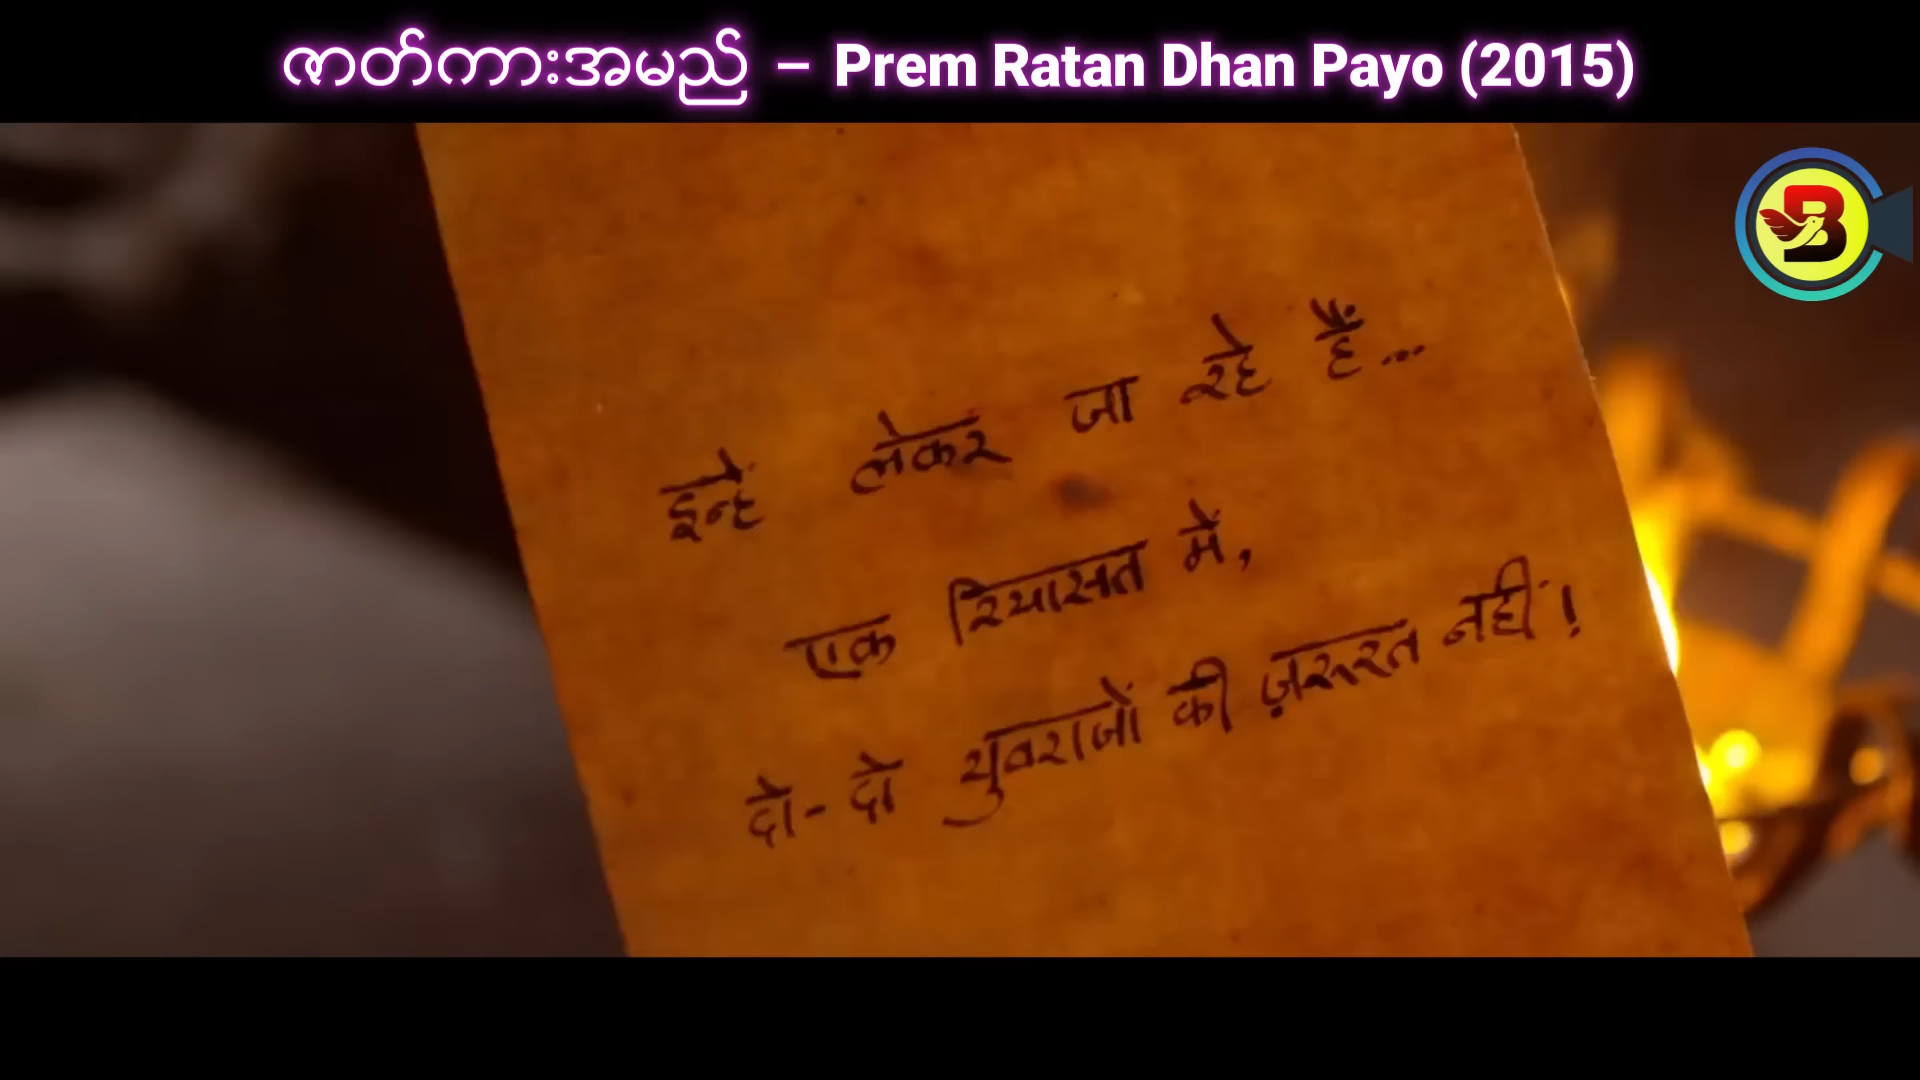 ဇာတ်ကားအမည် – Prem Ratan Dhan Payo (2015)
B
इन्हें लेकर जा रहे हैं...
एक रियासत में,
दो-दो युवराजों की ज़रूरत नहीं!